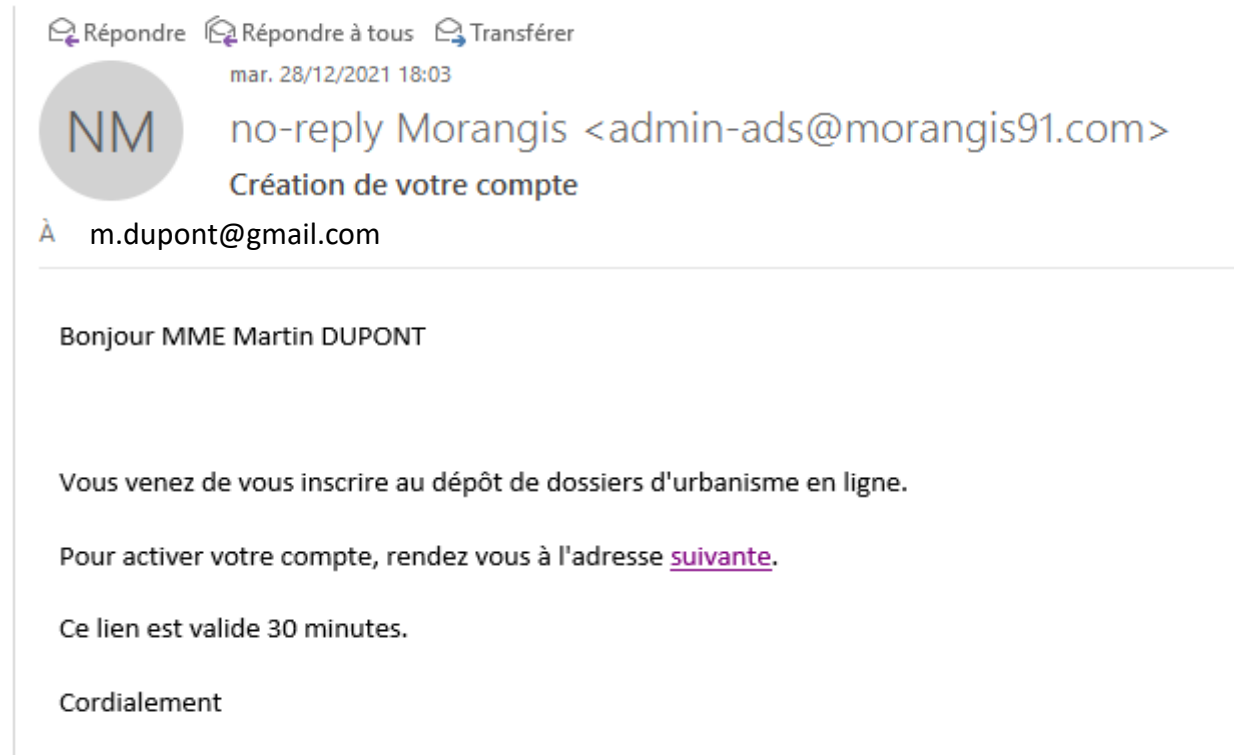 Répondre Répondre à tous Transférer
mar. 28/12/2021 18:03
NM
no-reply Morangis <admin-ads@morangis91.com>
Création de votre compte
À m.dupont@gmail.com
Bonjour MME Martin DUPONT
Vous venez de vous inscrire au dépôt de dossiers d'urbanisme en ligne.
Pour activer votre compte, rendez vous à l'adresse suivante.
Ce lien est valide 30 minutes.
Cordialement